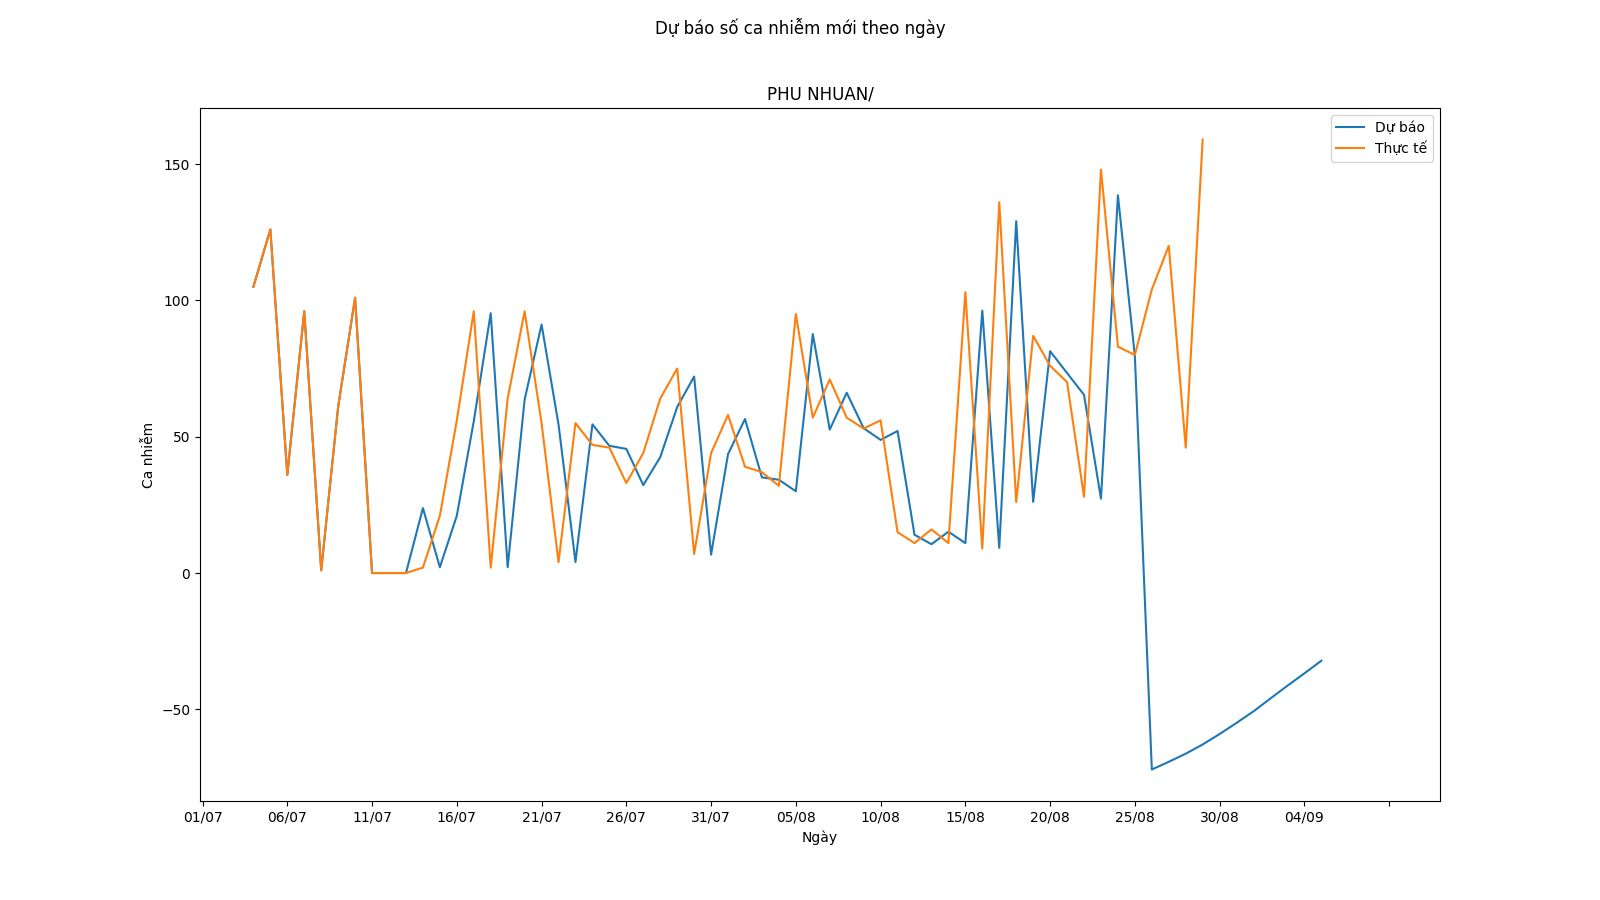 Dự báo số ca nhiễm mới theo ngày
PHU NHUAN/
Dự báo
Thực tế
150
100
50
0
−50
Ca nhiễm
01/07 06/07 11/07 16/07 21/07 26/07 31/07 05/08 10/08 15/08 20/08 25/08 30/08 04/09
Ngày